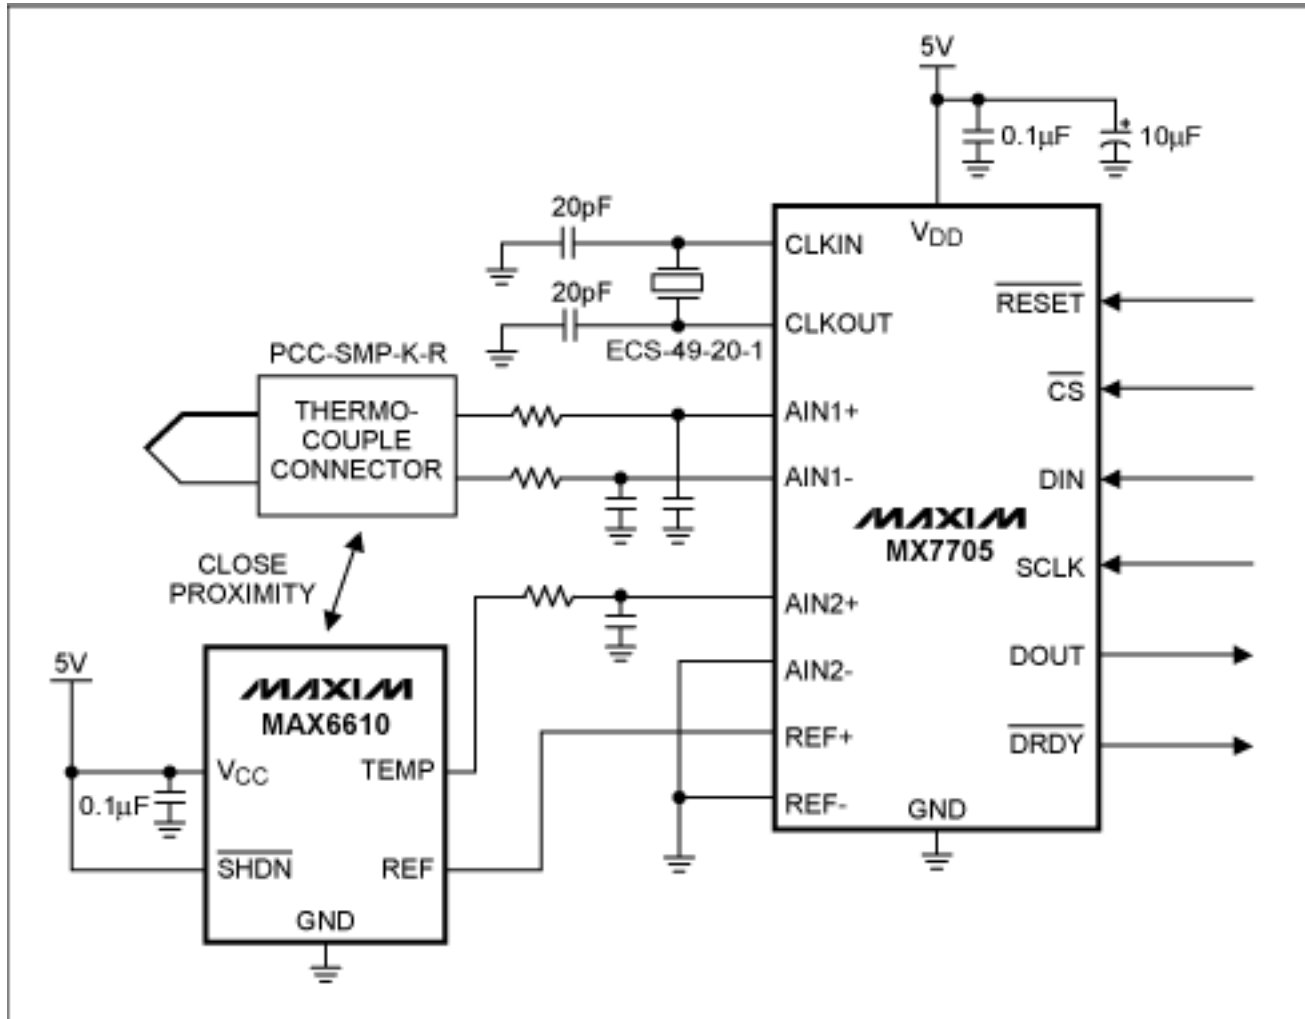 5V
0.1μF
10μF
20pF
20pF
ECS-49-20-1
PCC-SMP-K-R
THERMO-
COUPLE
CONNECTOR
CLOSE
PROXIMITY
5V
0.1μF
MAXIM
MAX6610
VCC
TEMP
SHDN
REF
GND
VDD
CLKIN
CLKOUT
AIN1+
AIN1-
AIN2+
AIN2-
REF+
REF-
MAXIM
MX7705
RESET
CS
DIN
SCLK
DOUT
DRDY
GND